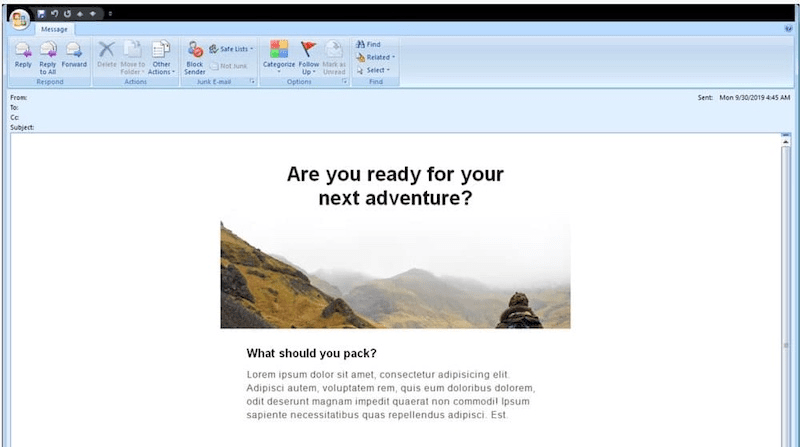 Message
Reply
Reply to All
Forward
Respond
Delete
Move to Folder
Other Actions
Actions
Block Sender
Safe Lists
Not Junk
Junk E-mail
Categorize
Follow Up
Mark as Unread
Options
Find
Related
Select
Find
From:
Sent: Mon 9/30/2019 4:45 AM
To:
Cc:
Subject:
Are you ready for your
next adventure?
What should you pack?
Lorem ipsum dolor sit amet, consectetur adipisicing elit.
Adipisci autem, voluptatem rem, quis eum doloribus dolorem,
odit deserunt magnam impedit quaerat non commodi! Ipsum
sapiente necessitatibus quas repellendus adipisci. Est.